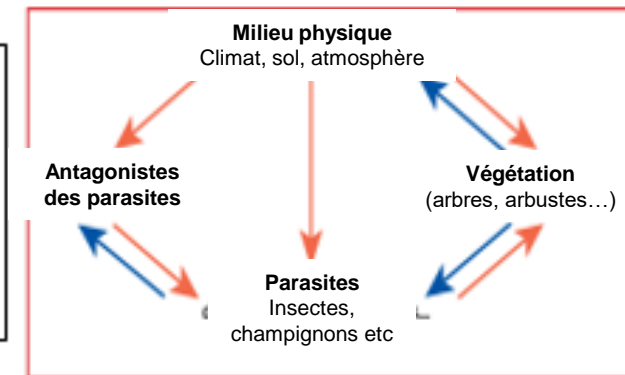 Milieu physique
Climat, sol, atmosphère
Antagonistes
des parasites
Végétation
(arbres, arbustes…)
Parasites
Insectes,
champignons etc